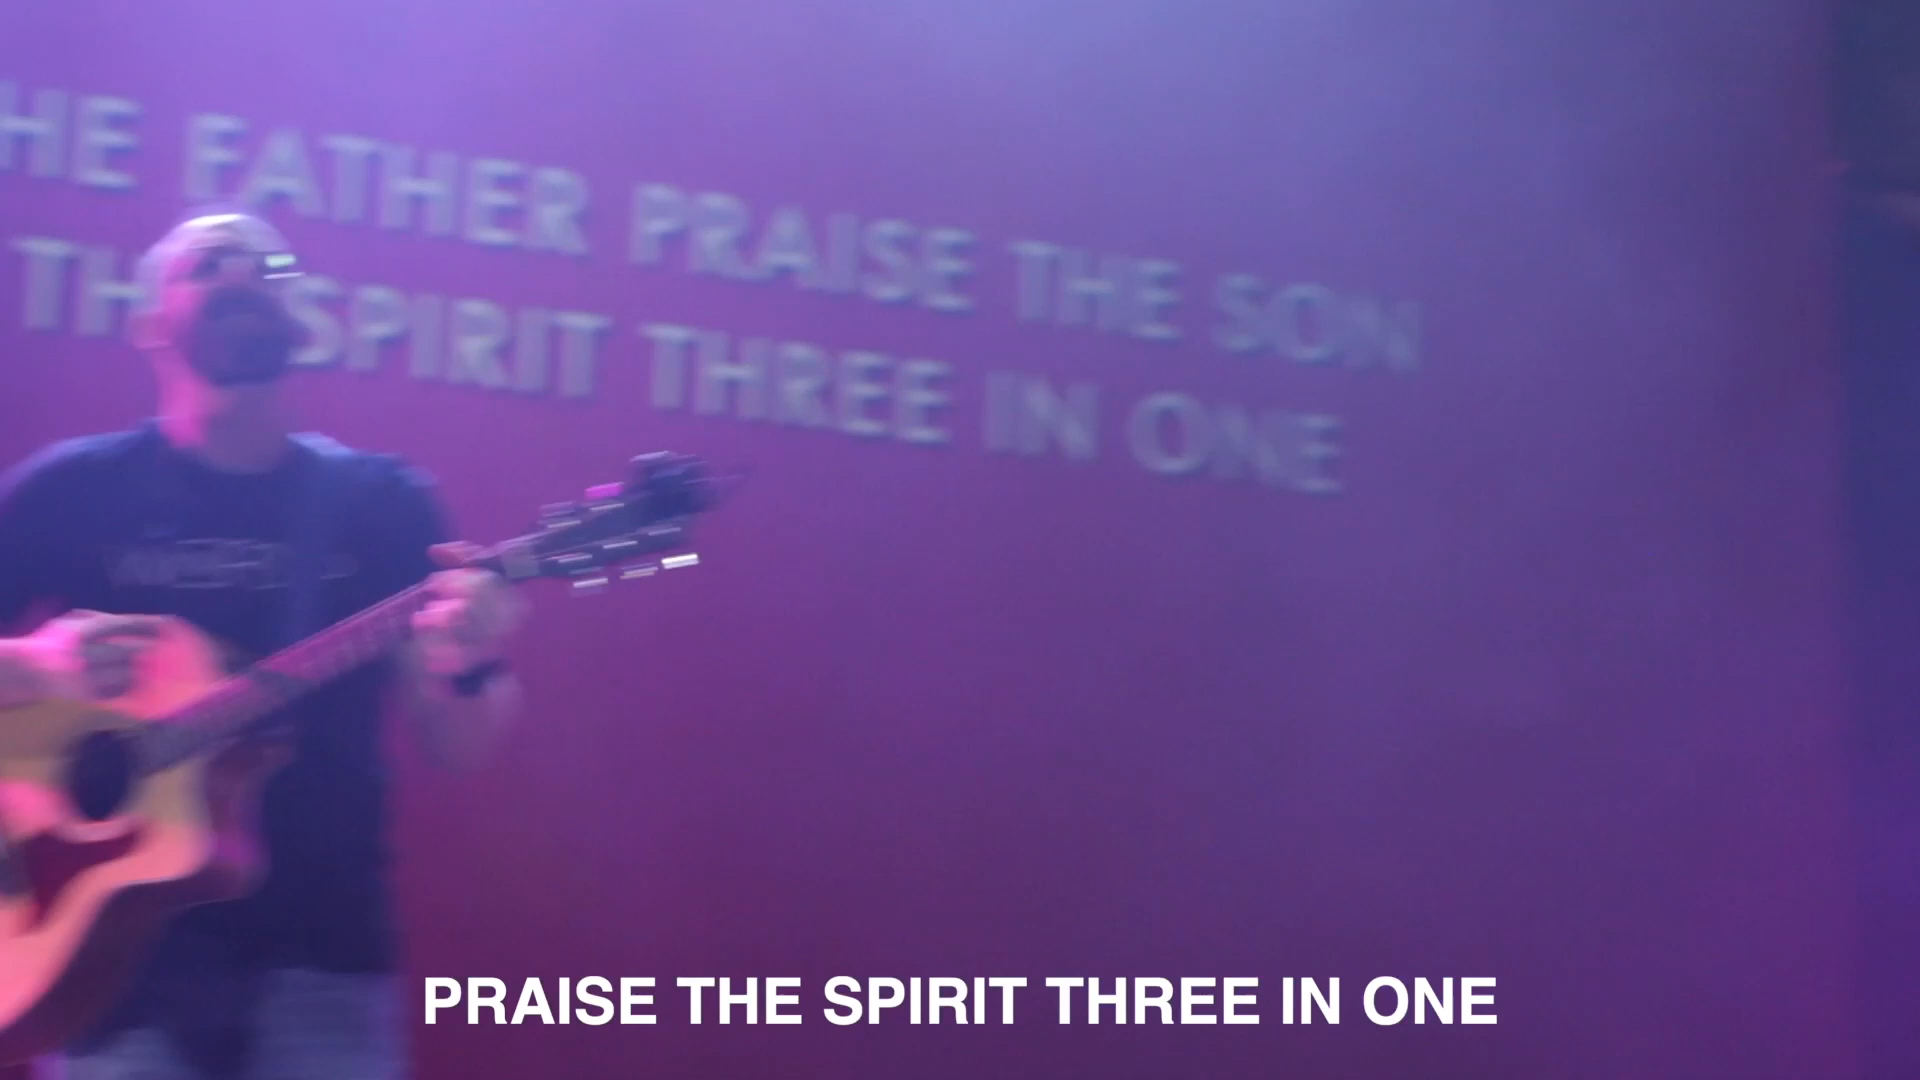 HE FATHER PRAISE THE SON
TH SPIRIT THREE IN ONE
PRAISE THE SPIRIT THREE IN ONE